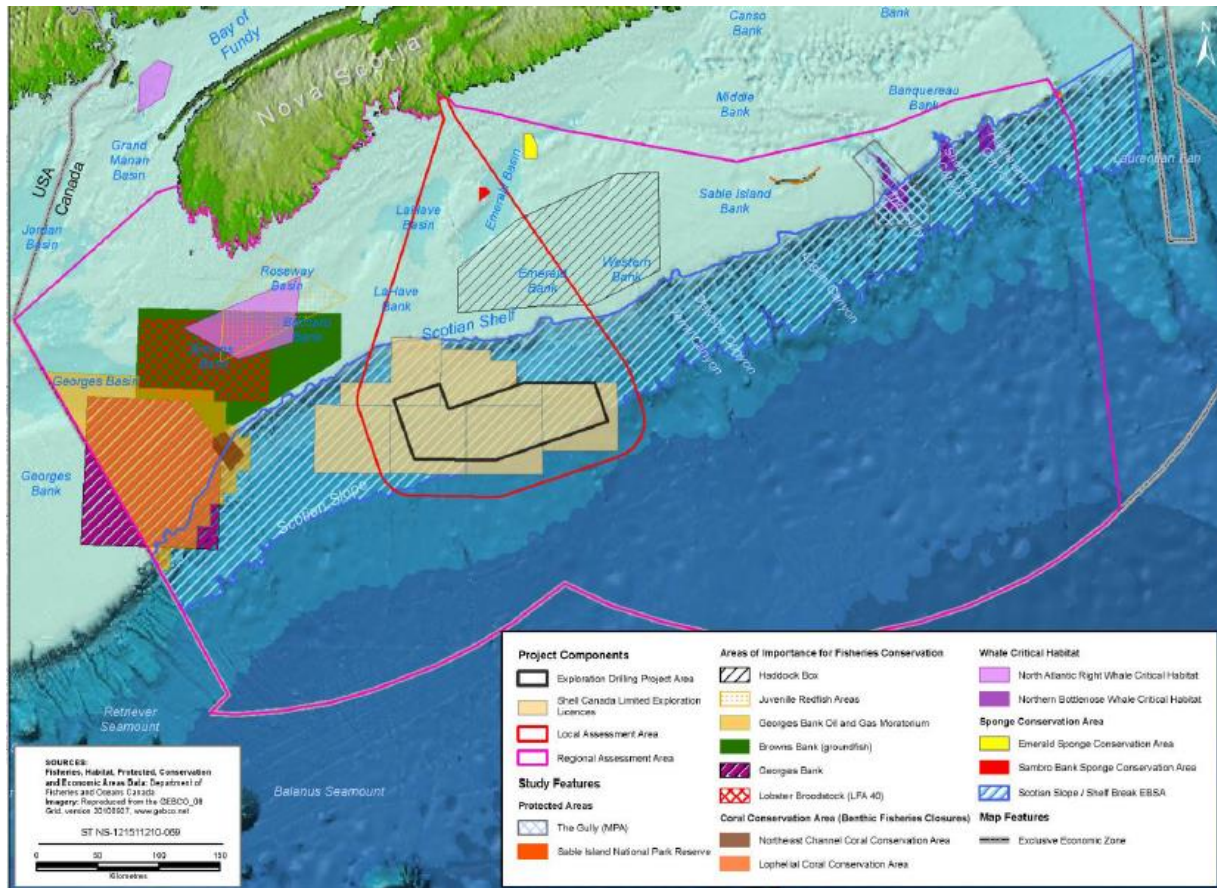 Canso
Bank
Bank
Bay of
Fundy
Nova Scotia
Middle
Bank
Banquereau
Bank
Grand
Manan
Basin
USA
Canada
Emerald Basin
LaHave
Basin
Sable Island
Bank
Jordan
Basin
Roseway
Basin
Emerald
Bank
Western
Bank
LaHave
Bank
Scotian Shelf
Bank
Georges Basin
Georges
Bank
Scotian Slope
Retriever
Seamount
Balanus Seamount
N
SOURCES:
Fisheries, Habitat, Protected, Conservation
and Economic Areas Data: Department of
Fisheries and Oceans Canada
Imagery: Reproduced from the GEBCO_08
Grid, version 20100927, www.gebco.net
ST NS-121511210-069
0 50 100 150
Kilometres
Project Components
Exploration Drilling Project Area
Shell Canada Limited Exploration
Licences
Local Assessment Area
Regional Assessment Area
Study Features
Protected Areas
The Gully (MPA)
Sable Island National Park Reserve
Areas of Importance for Fisheries Conservation
Haddock Box
Juvenile Redfish Areas
Georges Bank Oil and Gas Moratorium
Browns Bank (groundfish)
Georges Bank
Lobster Broodstock (LFA 40)
Coral Conservation Area (Benthic Fisheries Closures)
Northeast Channel Coral Conservation Area
Lophelial Coral Conservation Area
Whale Critical Habitat
North Atlantic Right Whale Critical Habitat
Northern Bottlenose Whale Critical Habitat
Sponge Conservation Area
Emerald Sponge Conservation Area
Sambro Bank Sponge Conservation Area
Scotian Slope / Shelf Break EBSA
Map Features
Exclusive Economic Zone